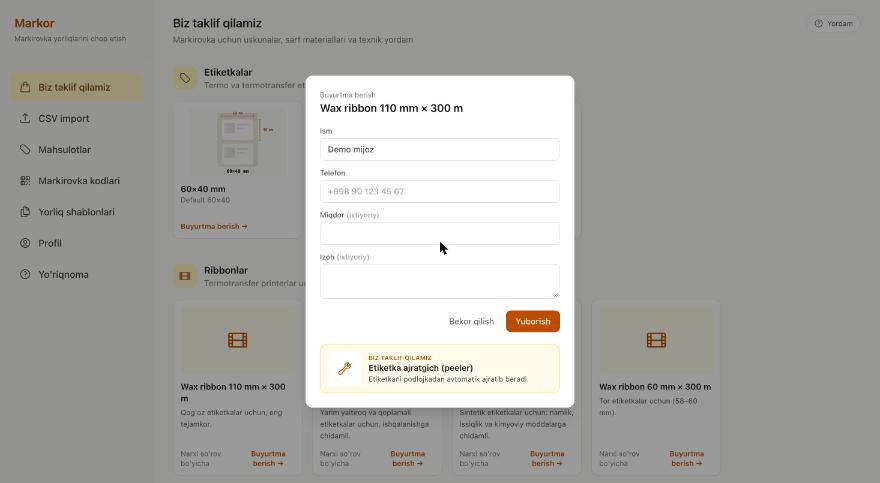 Markor
Markirovka yorliqlarini chop etish
Biz taklif qilamiz
CSV import
Mahsulotlar
Markirovka kodlari
Yorliq shablonlari
Profil
Yo'riqnoma
Biz taklif qilamiz
Markirovka uchun uskunalar, sarf materiallari va texnik yordam
Yordam
Etiketkalar
Termo va termotransfer et
60×40 mm
60×40 mm
Default 60×40
Buyurtma berish →
Ribbonlar
Termotransfer printerlar u
Wax ribbon 110 mm × 300
m
Qog'oz etiketkalar uchun, eng
tejamkor.
Narxi so'rov
bo'yicha
Buyurtma
berish →
Yarim yaltiroq va qoplamali
etiketkalar uchun, ishqalanishga
chidamli.
Narxi so'rov
bo'yicha
Buyurtma
berish →
Sintetik etiketkalar uchun: namlik,
issiqlik va kimyoviy moddalarga
chidamli.
Narxi so'rov
bo'yicha
Buyurtma
berish →
Wax ribbon 60 mm × 300 m
Tor etiketkalar uchun (58–60
mm).
Narxi so'rov
bo'yicha
Buyurtma
berish →
Buyurtma berish
Wax ribbon 110 mm × 300 m
Ism
Demo mijoz
Telefon
+998 90 123 45 67
Miqdor (ixtiyoriy)
Izoh (ixtiyoriy)
Bekor qilish
Yuborish
BIZ TAKLIF QILAMIZ
Etiketka ajratgich (peeler)
Etiketkani podlojkadan avtomatik ajratib beradi.